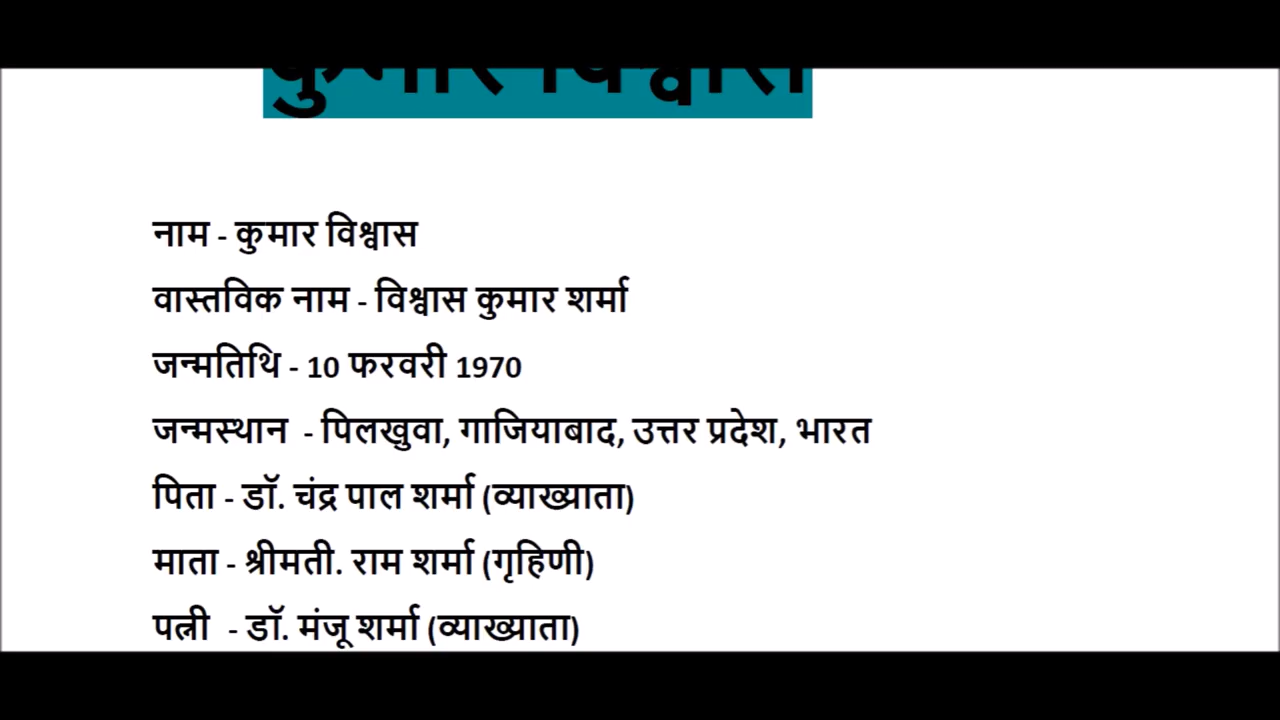 कुमार विश्वास
नाम - कुमार विश्वास
वास्तविक नाम - विश्वास कुमार शर्मा
जन्मतिथि - 10 फरवरी 1970
जन्मस्थान - पिलखुवा, गाजियाबाद, उत्तर प्रदेश, भारत
पिता - डॉ. चंद्र पाल शर्मा (व्याख्याता)
माता - श्रीमती. राम शर्मा (गृहिणी)
पत्नी - डॉ. मंजू शर्मा (व्याख्याता)